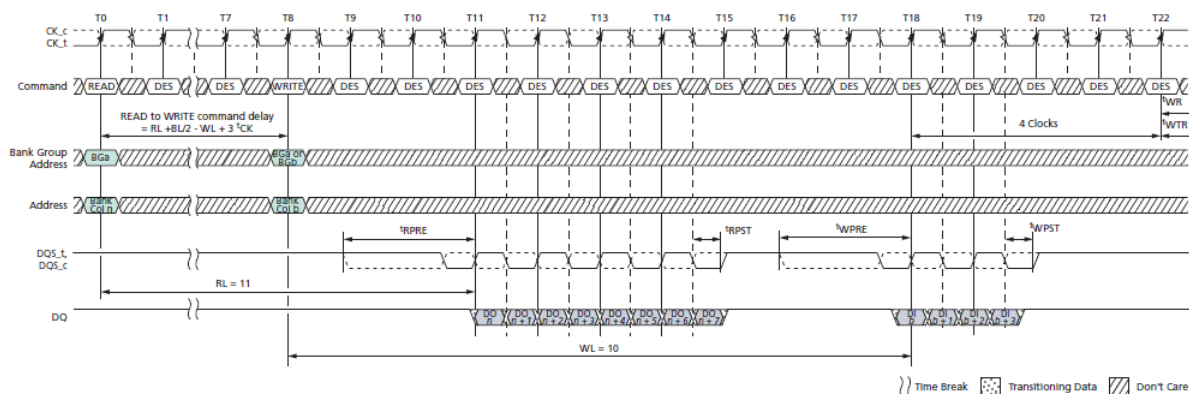 T0 T1 T7 T8 T9 T10 T11 T12 T13 T14 T15 T16 T17 T18 T19 T20 T21 T22
CK_c
CK_t
Command READ DES DES WRITE DES DES DES DES DES DES DES DES DES DES DES DES DES DES
READ to WRITE command delay
= RL +BL/2 - WL + 3 tCK
4 Clocks
tWR
tWTR
Bank Group
Address
BGa
BGa or
BGb
Address
Bank
Col n
Bank
Col b
tRPRE tRPST tWPRE tWPST
DQS_t,
DQS_c
RL = 11
DQ
DO
n
DO
n + 1
DO
n + 2
DO
n + 3
DO
n + 4
DO
n + 5
DO
n + 6
DO
n + 7
DI
b
DI
b + 1
DI
b + 2
DI
b + 3
WL = 10
Time Break Transitioning Data Don't Care